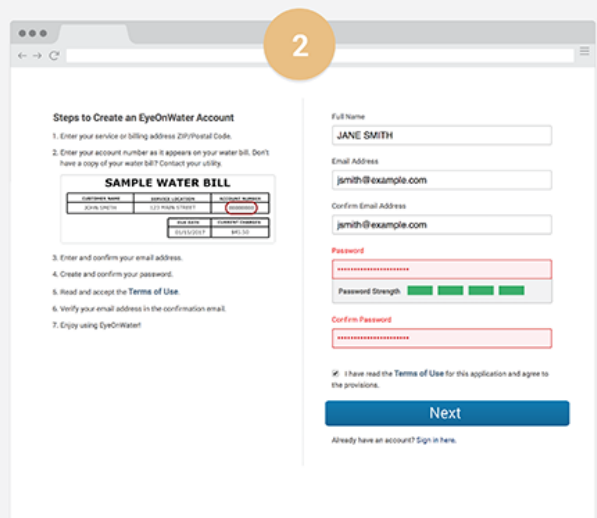 2
Steps to Create an EyeOnWater Account
1. Enter your service or billing address ZIP/Postal Code.
2. Enter your account number as it appears on your water bill. Don't
have a copy of your water bill? Contact your utility.
SAMPLE WATER BILL
CUSTOMER NAME SERVICE LOCATION ACCOUNT NUMBER
JOHN SMITH 123 MAIN STREET 00000000
DUE DATE CURRENT CHARGES
01/15/2017 $40.50
3. Enter and confirm your email address.
4. Create and confirm your password.
5. Read and accept the Terms of Use.
6. Verify your email address in the confirmation email.
7. Enjoy using EyeOnWater!
Full Name
JANE SMITH
Email Address
jsmith@example.com
Confirm Email Address
jsmith@example.com
Password
Password Strength
Confirm Password
I have read the Terms of Use for this application and agree to
the provisions.
Next
Already have an account? Sign in here.